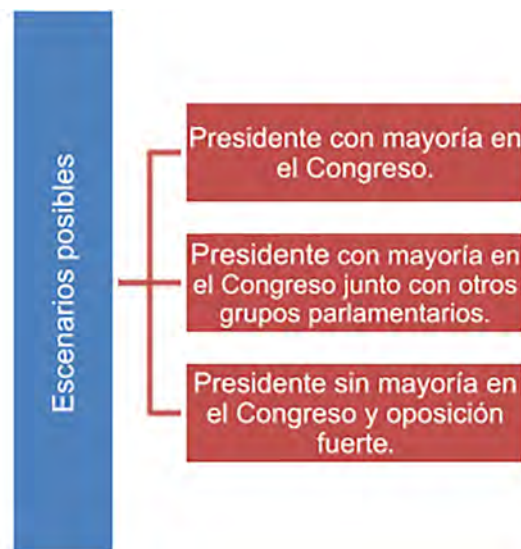 Escenarios posibles
Presidente con mayoría en
el Congreso.
Presidente con mayoría en
el Congreso junto con otros
grupos parlamentarios.
Presidente sin mayoría en
el Congreso y oposición
fuerte.